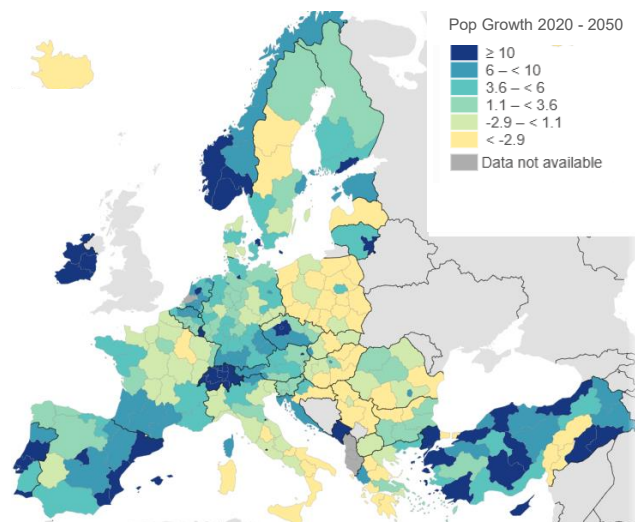 Pop Growth 2020 - 2050
≥ 10
6 – < 10
3.6 – < 6
1.1 – < 3.6
-2.9 – < 1.1
< -2.9
Data not available